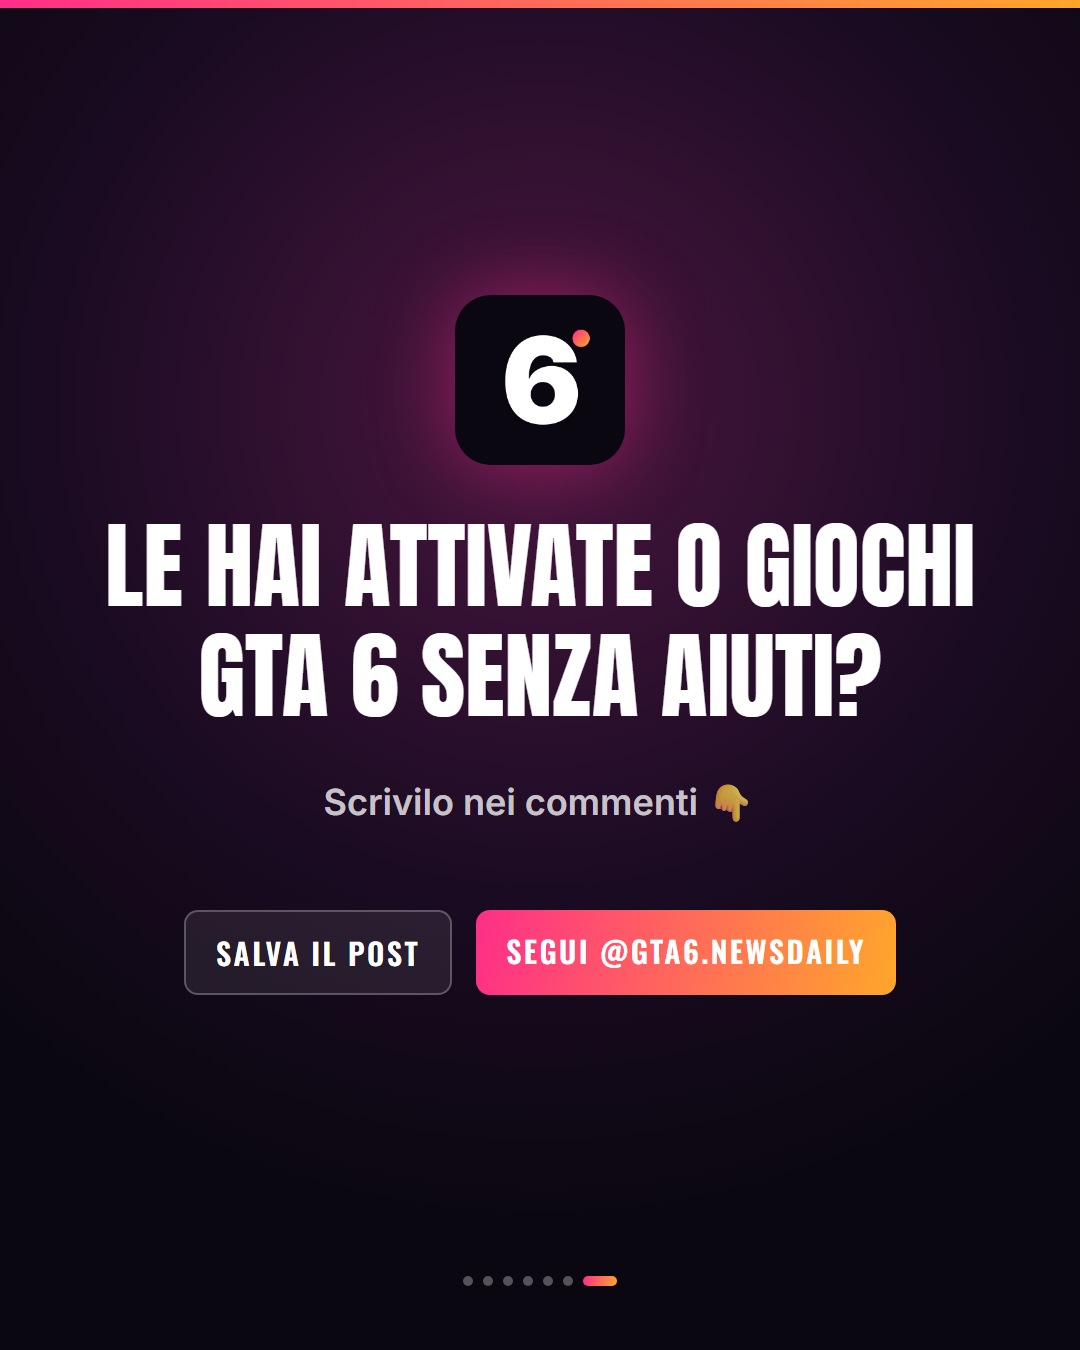 6
LE HAI ATTIVATE O GIOCHI
GTA 6 SENZA AIUTI?
Scrivilo nei commenti 👇
SALVA IL POST
SEGUI @GTA6.NEWSDAILY